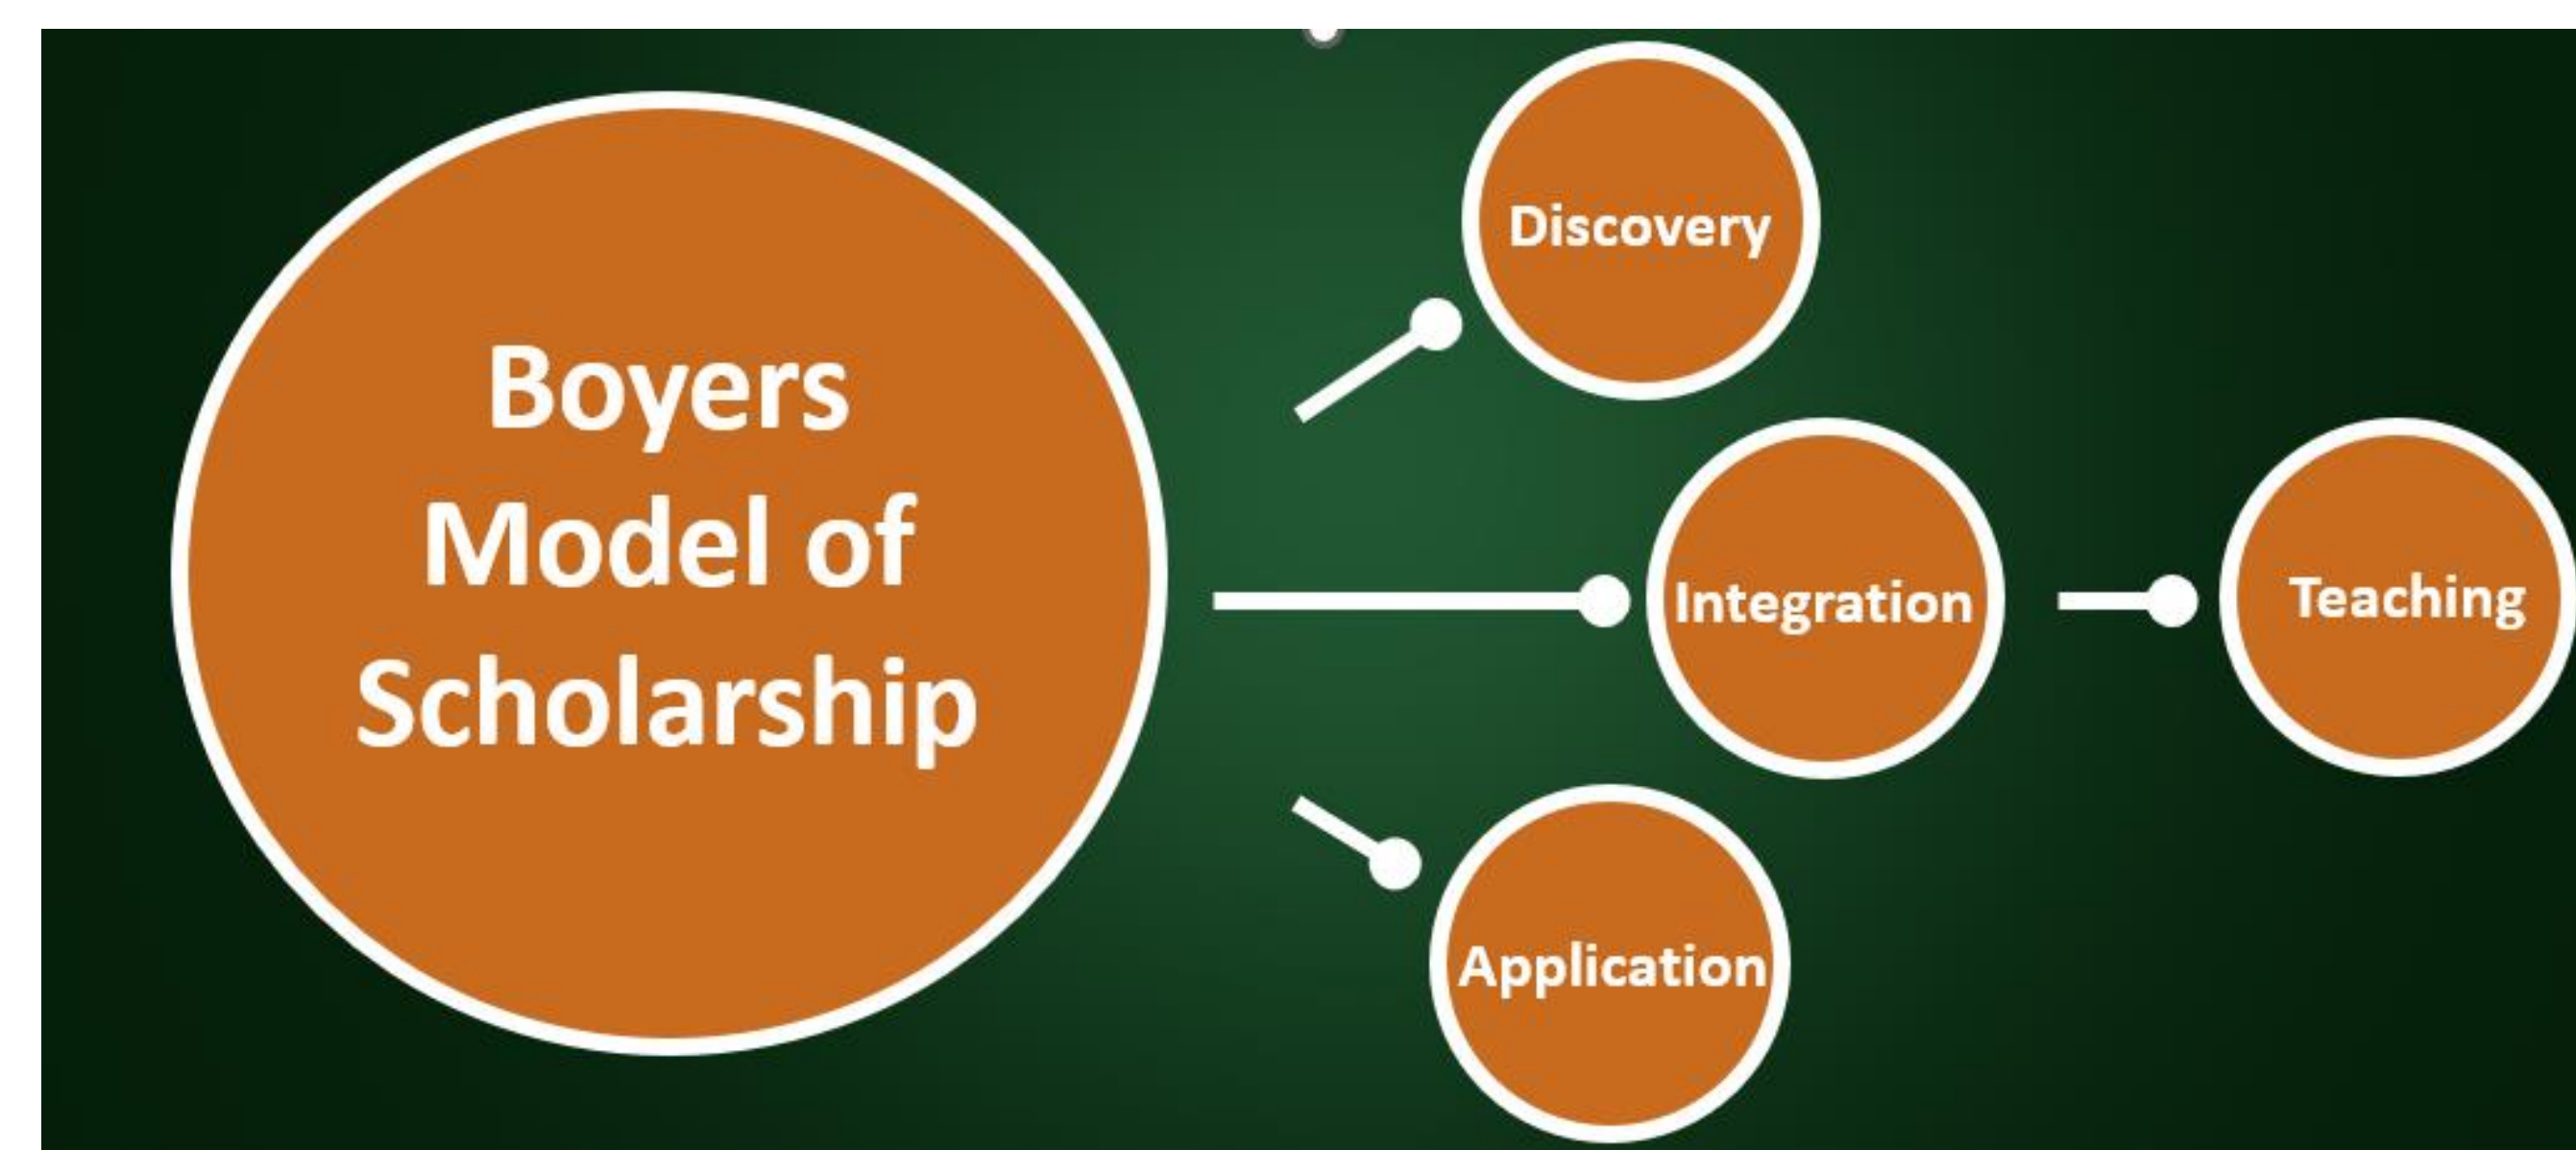 Boyers
Model of
Scholarship
Discovery
Integration
Teaching
Application